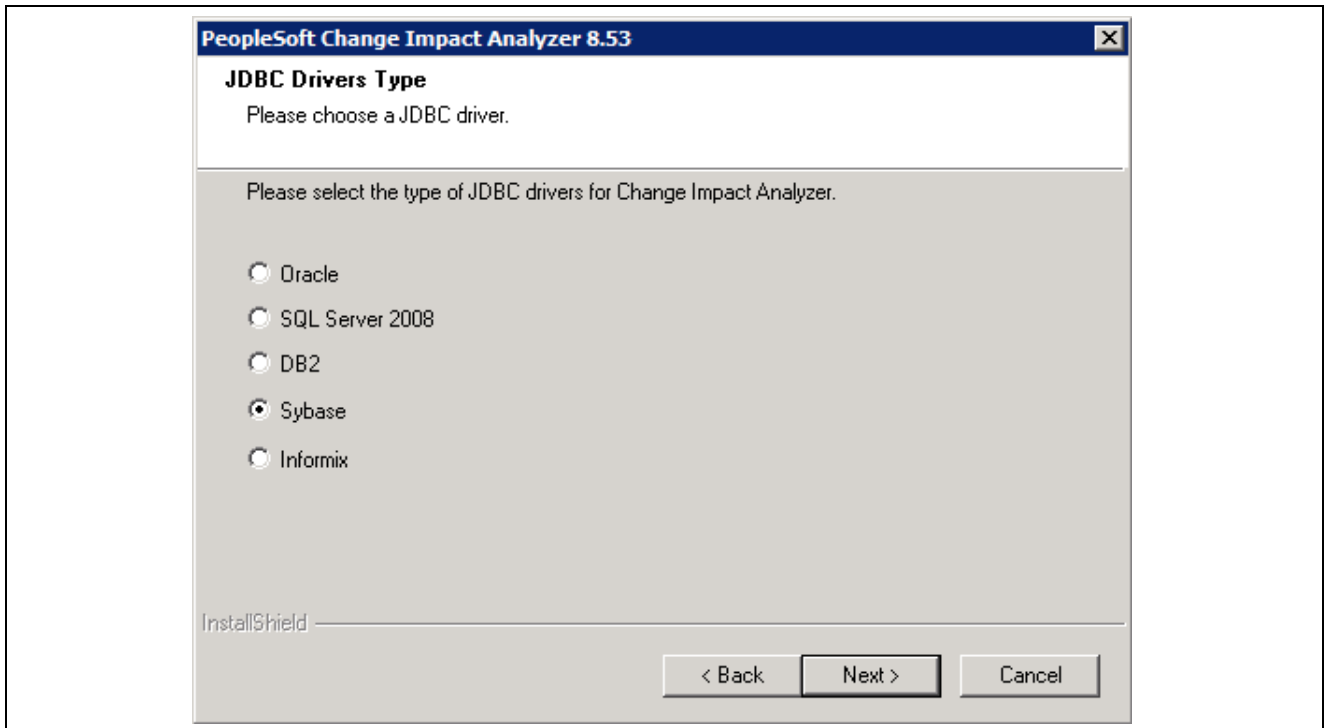 PeopleSoft Change Impact Analyzer 8.53
JDBC Drivers Type
Please choose a JDBC driver.
Please select the type of JDBC drivers for Change Impact Analyzer.
Oracle
SQL Server 2008
DB2
Sybase
Informix
InstallShield
< Back Next > Cancel